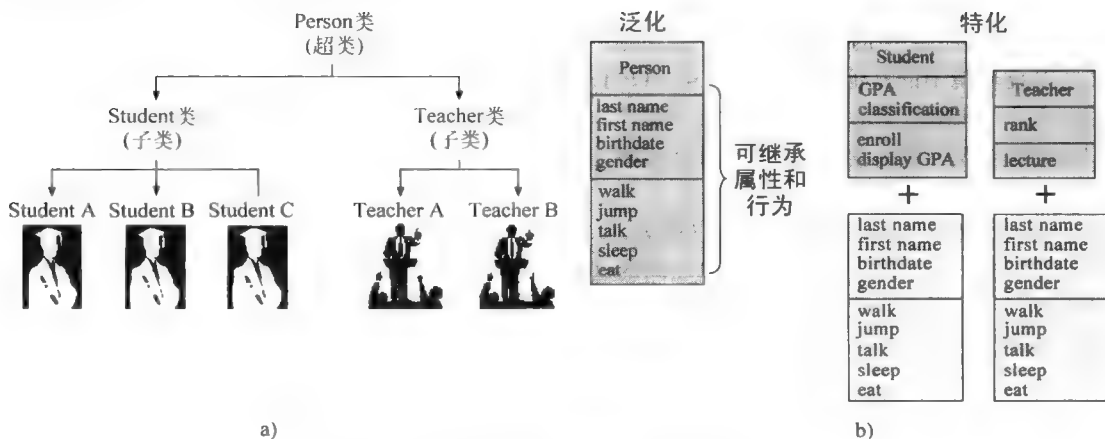 Person类
(超类)
Student类
(子类)
Teacher类
(子类)
Student A Student B Student C
Teacher A Teacher B
a)
泛化
Person
last name
first name
birthdate
gender
walk
jump
talk
sleep
eat
可继承
属性和
行为
特化
Student
GPA
classification
enroll
display GPA
+
last name
first name
birthdate
gender
walk
jump
talk
sleep
eat
Teacher
rank
lecture
+
last name
first name
birthdate
gender
walk
jump
talk
sleep
eat
b)